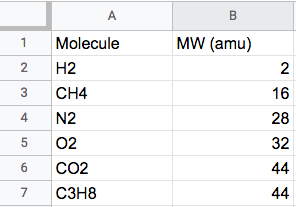 A B
1 Molecule MW (amu)
2 H2 2
3 CH4 16
4 N2 28
5 O2 32
6 CO2 44
7 C3H8 44